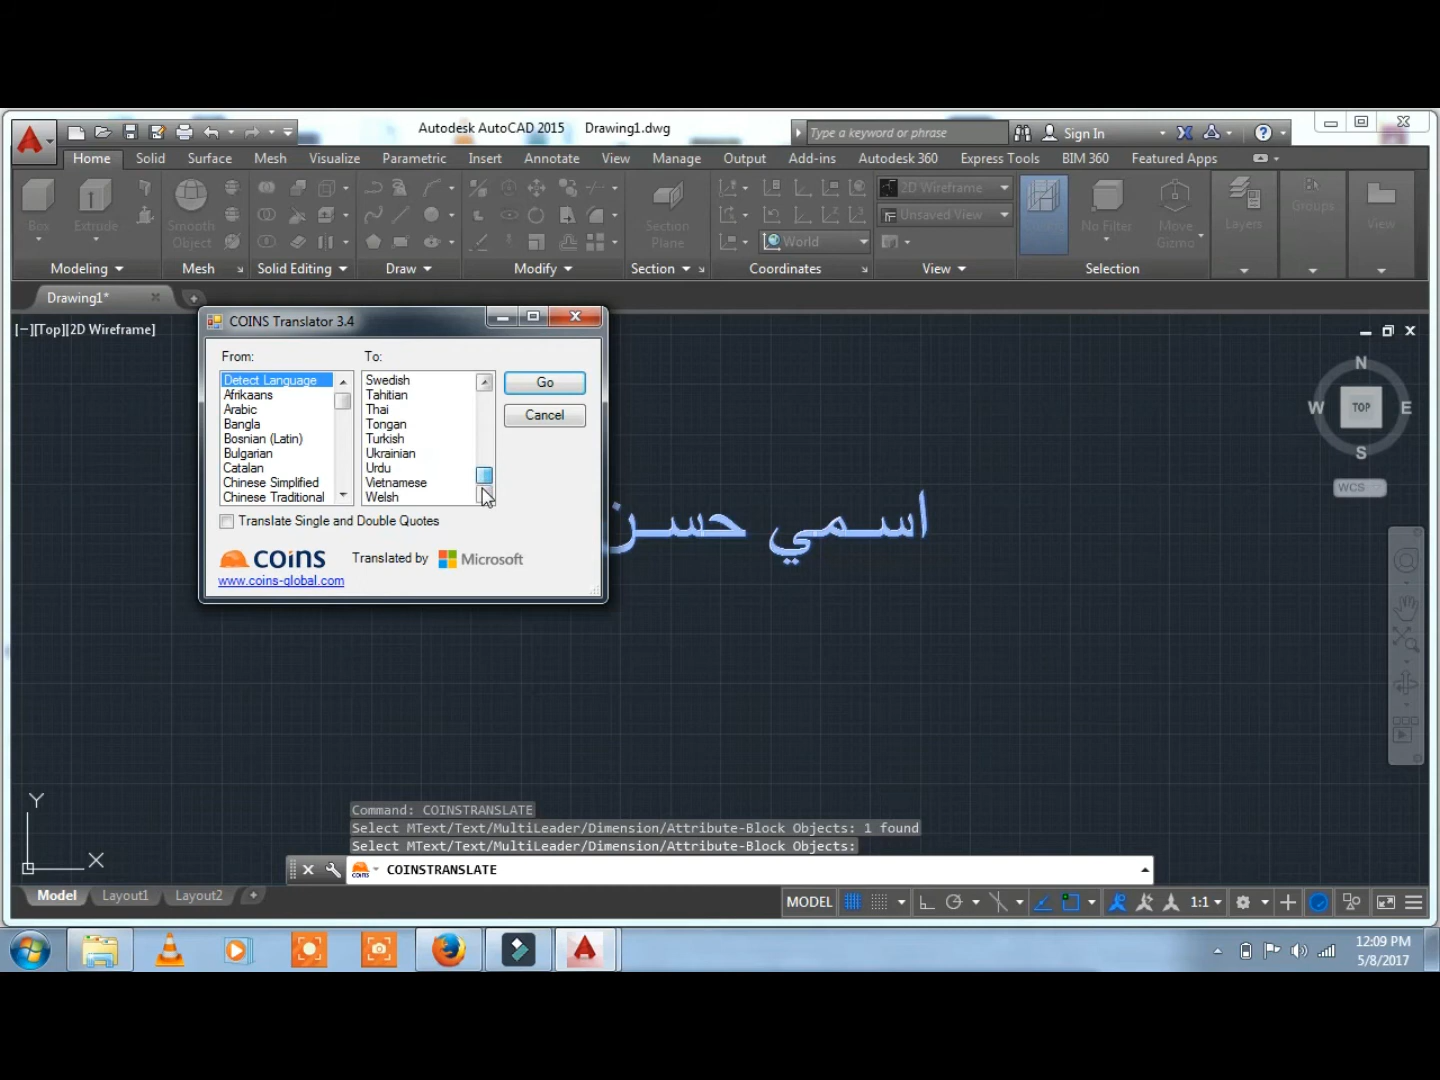 Autodesk AutoCAD 2015 Drawing1.dwg
Type a keyword or phrase
Sign In
Home Solid Surface Mesh Visualize Parametric Insert Annotate View Manage Output Add-ins Autodesk 360 Express Tools BIM 360 Featured Apps
Box
Extrude
Smooth Object
Section Plane
World
2D Wireframe
Unsaved View
No Filter
Move Gizmo
Layers
Groups
View
Modeling Mesh Solid Editing Draw Modify Section Coordinates View Selection
Drawing1*
[−][Top][2D Wireframe]
COINS Translator 3.4
From:
Detect Language
Afrikaans
Arabic
Bangla
Bosnian (Latin)
Bulgarian
Catalan
Chinese Simplified
Chinese Traditional
To:
Swedish
Tahitian
Thai
Tongan
Turkish
Ukrainian
Urdu
Vietnamese
Welsh
Go
Cancel
Translate Single and Double Quotes
coins
Translated by Microsoft
www.coins-global.com
اسـمي حسـن
N
W TOP E
S
WCS
Y
X
Command: COINSTRANSLATE
Select MText/Text/MultiLeader/Dimension/Attribute-Block Objects: 1 found
Select MText/Text/MultiLeader/Dimension/Attribute-Block Objects:
COINSTRANSLATE
Model Layout1 Layout2
MODEL
1:1
12:09 PM
5/8/2017